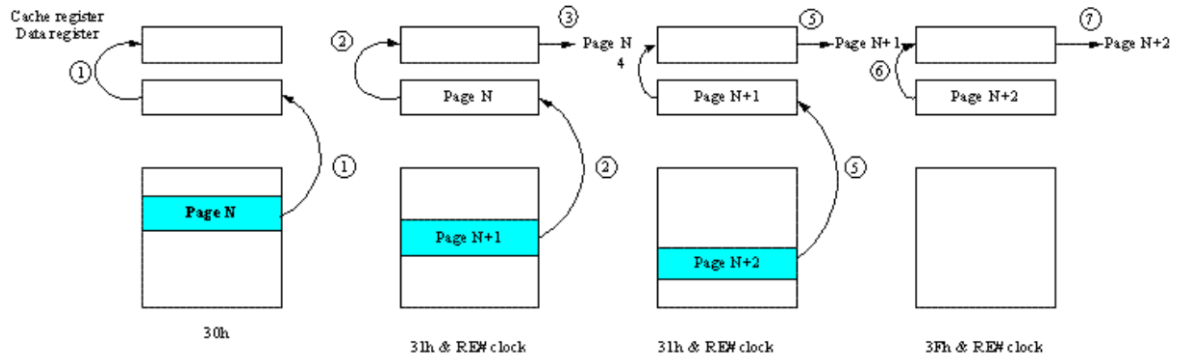 Cache register
Data register
1
1
Page N
30h
2
3
Page N
4
Page N
2
Page N+1
31h & RE# clock
5
Page N+1
Page N+1
5
Page N+2
31h & RE# clock
7
Page N+2
6
Page N+2
3Fh & RE# clock